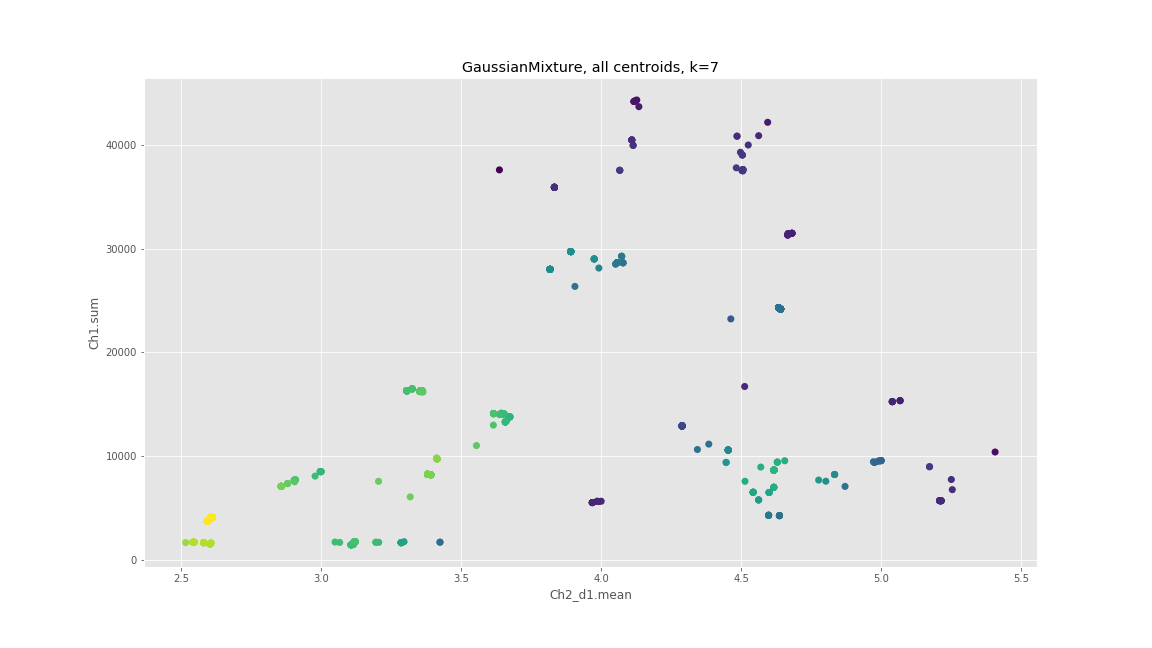 GaussianMixture, all centroids, k=7
40000
30000
20000
10000
0
Ch1.sum
2.5 3.0 3.5 4.0 4.5 5.0 5.5
Ch2_d1.mean